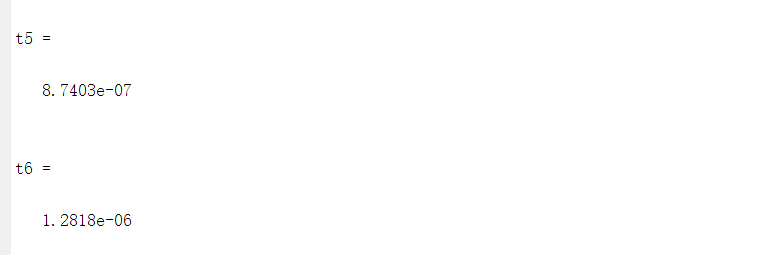 t5 =
8.7403e-07
t6 =
1.2818e-06